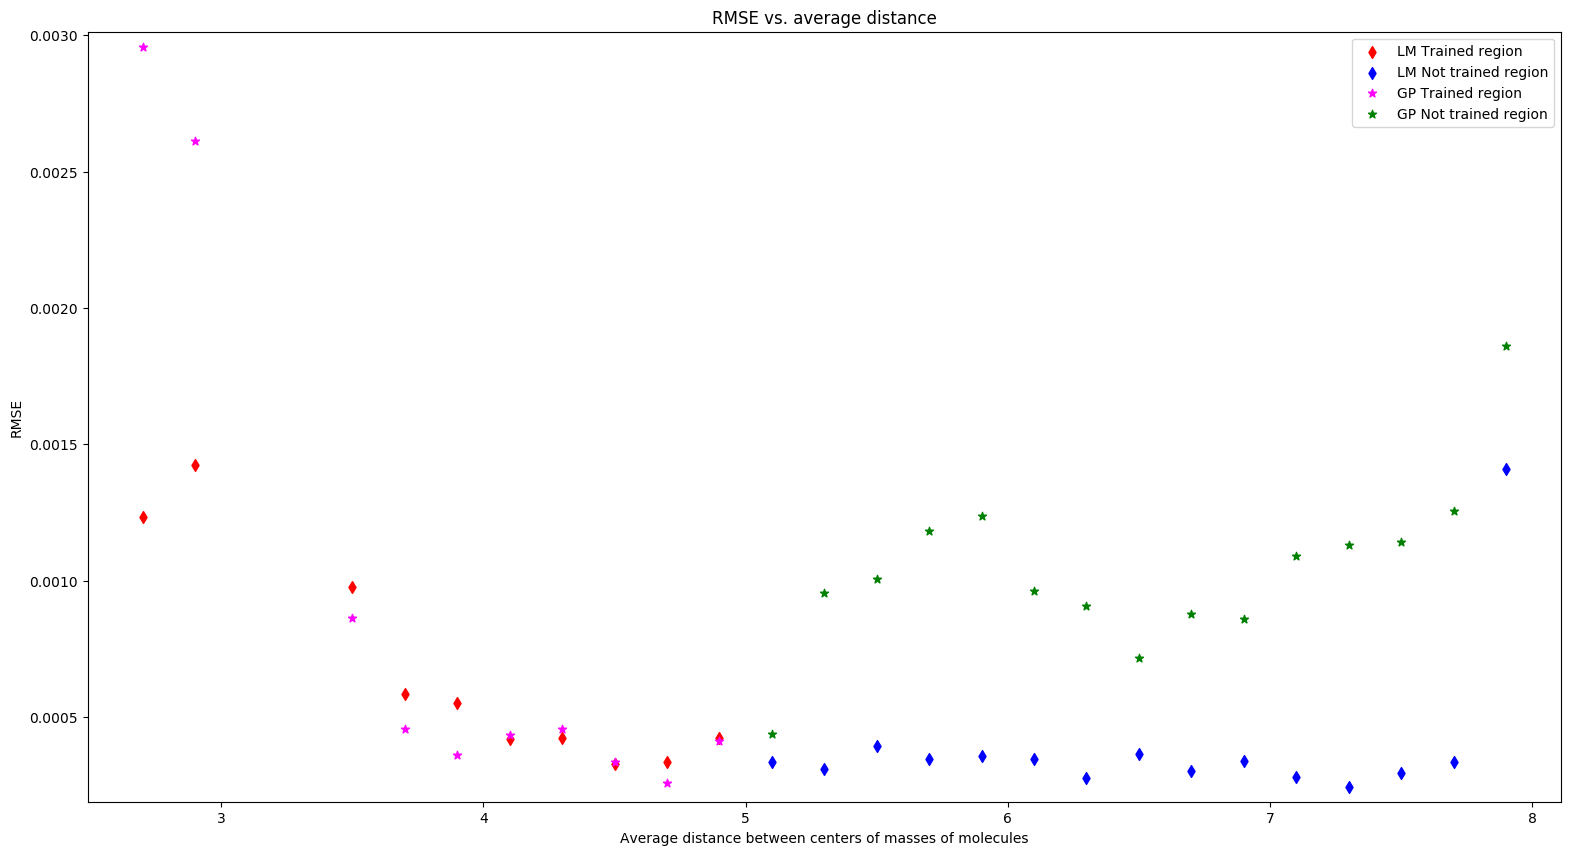 RMSE vs. average distance
0.0030
0.0025
0.0020
0.0015
0.0010
0.0005
RMSE
LM Trained region
LM Not trained region
GP Trained region
GP Not trained region
3 4 5 6 7 8
Average distance between centers of masses of molecules